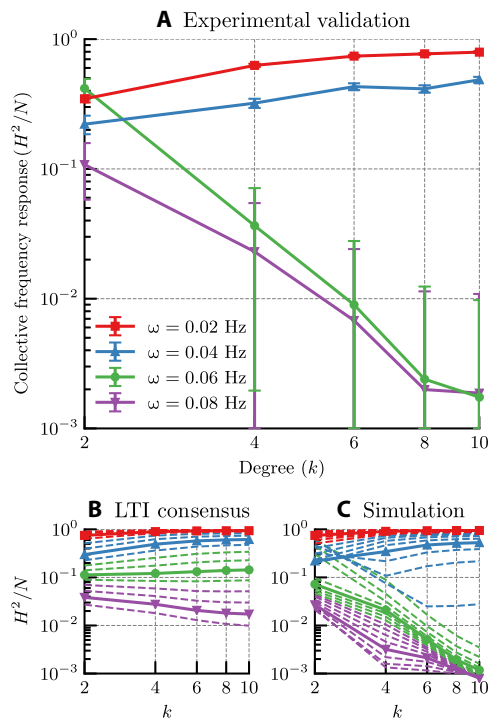 A Experimental validation
Collective frequency response (H²/N)
10⁰
10⁻¹
10⁻²
10⁻³
ω = 0.02 Hz
ω = 0.04 Hz
ω = 0.06 Hz
ω = 0.08 Hz
2 4 6 8 10
Degree (k)
B LTI consensus
H²/N
10⁰
10⁻¹
10⁻²
10⁻³
2 4 6 8 10
k
C Simulation
10⁰
10⁻¹
10⁻²
10⁻³
2 4 6 8 10
k